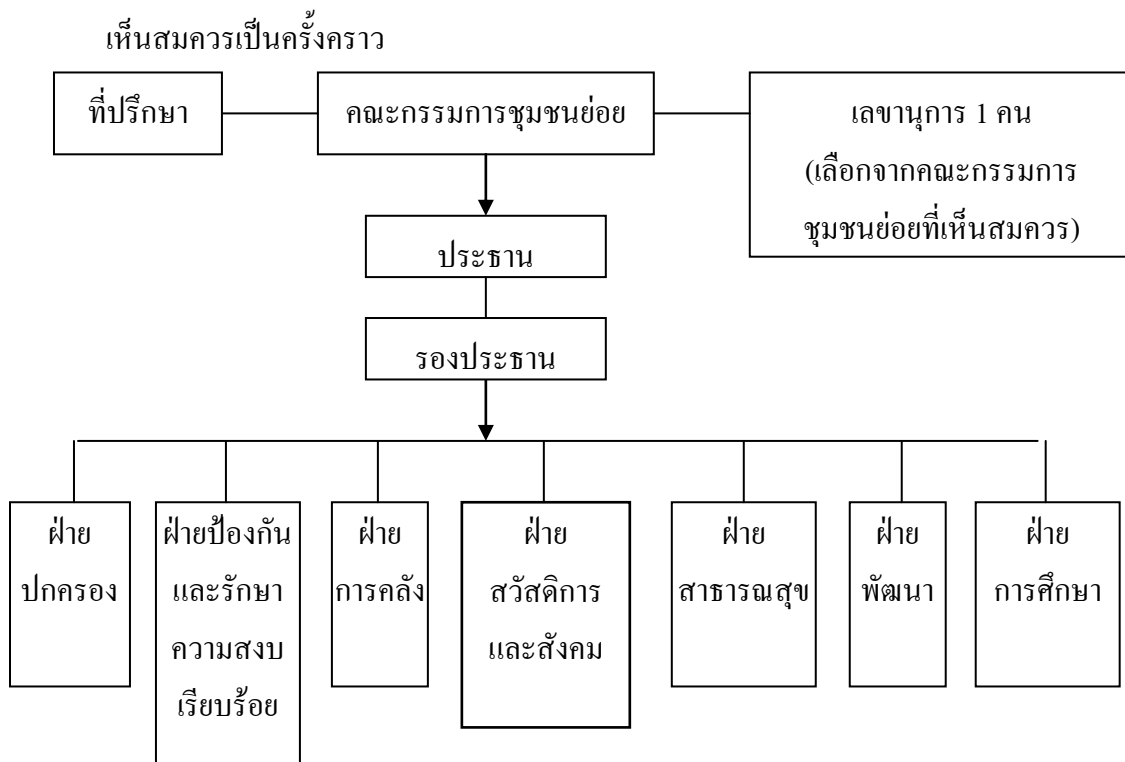 เห็นสมควรเป็นครั้งคราว
ที่ปรึกษา
คณะกรรมการชุมชนย่อย
เลขานุการ 1 คน
(เลือกจากคณะกรรมการ
ชุมชนย่อยที่เห็นสมควร)
ประธาน
รองประธาน
ฝ่าย
ปกครอง
ฝ่ายป้องกัน
และรักษา
ความสงบ
เรียบร้อย
ฝ่าย
การคลัง
ฝ่าย
สวัสดิการ
และสังคม
ฝ่าย
สาธารณสุข
ฝ่าย
พัฒนา
ฝ่าย
การศึกษา